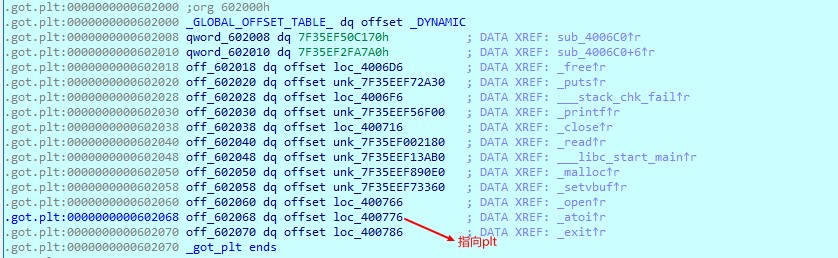 .got.plt:0000000000602000 ;org 602000h
.got.plt:0000000000602000 _GLOBAL_OFFSET_TABLE_ dq offset _DYNAMIC
.got.plt:0000000000602008 qword_602008 dq 7F35EF50C170h ; DATA XREF: sub_4006C0↑r
.got.plt:0000000000602010 qword_602010 dq 7F35EF2FA7A0h ; DATA XREF: sub_4006C0+6↑r
.got.plt:0000000000602018 off_602018 dq offset loc_4006D6 ; DATA XREF: _free↑r
.got.plt:0000000000602020 off_602020 dq offset unk_7F35EEF72A30 ; DATA XREF: _puts↑r
.got.plt:0000000000602028 off_602028 dq offset loc_4006F6 ; DATA XREF: ___stack_chk_fail↑r
.got.plt:0000000000602030 off_602030 dq offset unk_7F35EEF56F00 ; DATA XREF: _printf↑r
.got.plt:0000000000602038 off_602038 dq offset loc_400716 ; DATA XREF: _close↑r
.got.plt:0000000000602040 off_602040 dq offset unk_7F35EF002180 ; DATA XREF: _read↑r
.got.plt:0000000000602048 off_602048 dq offset unk_7F35EEF13AB0 ; DATA XREF: ___libc_start_main↑r
.got.plt:0000000000602050 off_602050 dq offset unk_7F35EEF890E0 ; DATA XREF: _malloc↑r
.got.plt:0000000000602058 off_602058 dq offset unk_7F35EEF73360 ; DATA XREF: _setvbuf↑r
.got.plt:0000000000602060 off_602060 dq offset loc_400766 ; DATA XREF: _open↑r
.got.plt:0000000000602068 off_602068 dq offset loc_400776 ; DATA XREF: _atoi↑r
.got.plt:0000000000602070 off_602070 dq offset loc_400786 ; DATA XREF: _exit↑r
.got.plt:0000000000602070 _got_plt ends
指向plt